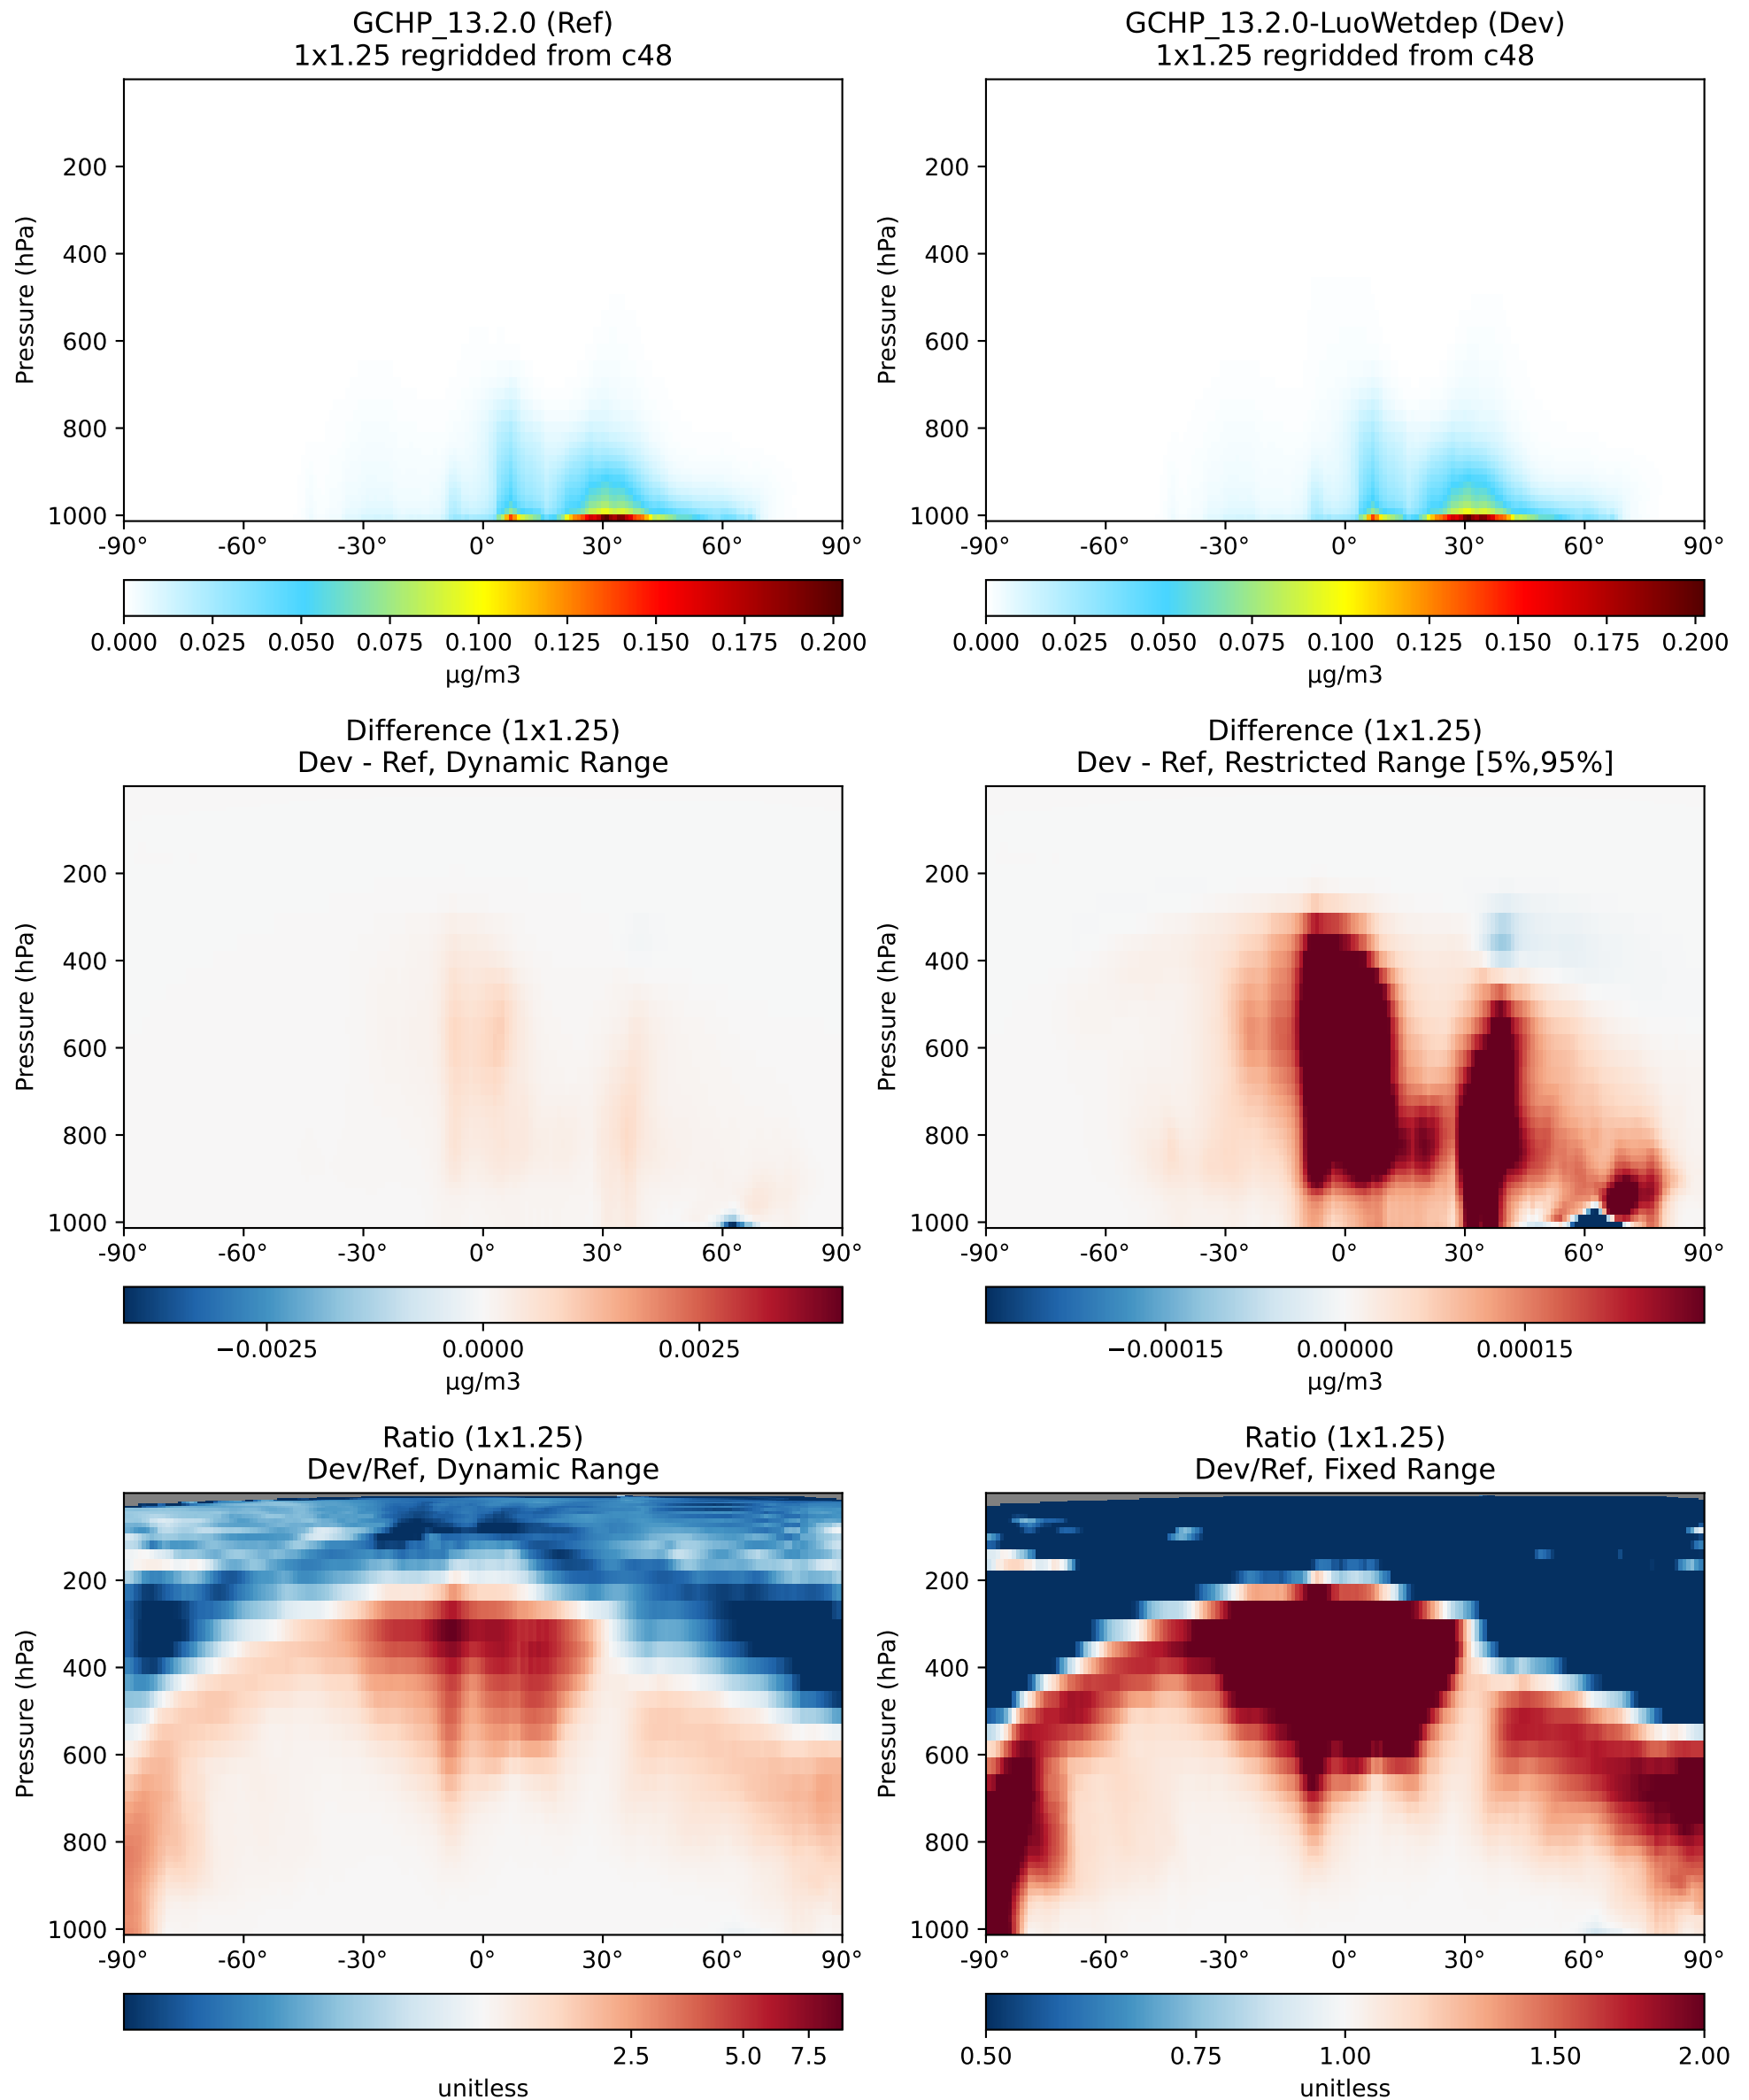 GCHP_13.2.0 (Ref)
1x1.25 regridded from c48
Pressure (hPa)
200
400
600
800
1000
-90° -60° -30° 0° 30° 60° 90°
0.000 0.025 0.050 0.075 0.100 0.125 0.150 0.175 0.200
μg/m3
GCHP_13.2.0-LuoWetdep (Dev)
1x1.25 regridded from c48
Pressure (hPa)
200
400
600
800
1000
-90° -60° -30° 0° 30° 60° 90°
0.000 0.025 0.050 0.075 0.100 0.125 0.150 0.175 0.200
μg/m3
Difference (1x1.25)
Dev - Ref, Dynamic Range
Pressure (hPa)
200
400
600
800
1000
-90° -60° -30° 0° 30° 60° 90°
−0.0025 0.0000 0.0025
μg/m3
Difference (1x1.25)
Dev - Ref, Restricted Range [5%,95%]
Pressure (hPa)
200
400
600
800
1000
-90° -60° -30° 0° 30° 60° 90°
−0.00015 0.00000 0.00015
μg/m3
Ratio (1x1.25)
Dev/Ref, Dynamic Range
Pressure (hPa)
200
400
600
800
1000
-90° -60° -30° 0° 30° 60° 90°
2.5 5.0 7.5
unitless
Ratio (1x1.25)
Dev/Ref, Fixed Range
Pressure (hPa)
200
400
600
800
1000
-90° -60° -30° 0° 30° 60° 90°
0.50 0.75 1.00 1.50 2.00
unitless